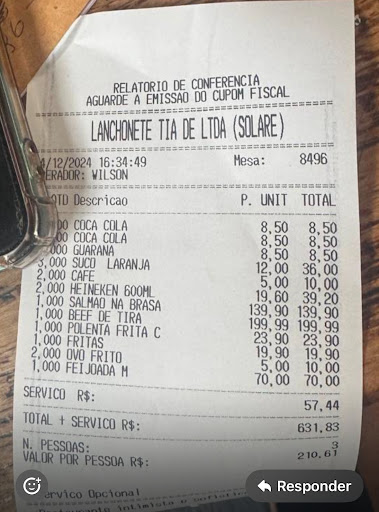 RELATORIO DE CONFERENCIA
AGUARDE A EMISSAO DO CUPOM FISCAL
LANCHONETE TIA DE LTDA (SOLARE)
4/12/2024 16:34:49 Mesa: 8496
ERADOR: WILSON
QTD Descricao P. UNIT TOTAL
00 COCA COLA 8,50 8,50
00 COCA COLA 8,50 8,50
000 GUARANA 8,50 8,50
3,000 SUCO LARANJA 12,00 36,00
2,000 CAFE 5,00 10,00
2,000 HEINEKEN 600ML 19,60 39,20
1,000 SALMAO NA BRASA 139,90 139,90
1,000 BEEF DE TIRA 199,99 199,99
1,000 POLENTA FRITA C 23,90 23,90
1,000 FRITAS 19,90 19,90
2,000 OVO FRITO 5,00 10,00
1,000 FEIJOADA M 70,00 70,00
SERVICO R$: 57,44
TOTAL + SERVICO R$: 631,83
N. PESSOAS: 3
VALOR POR PESSOA R$: 210,61
Servico Opcional
Responder